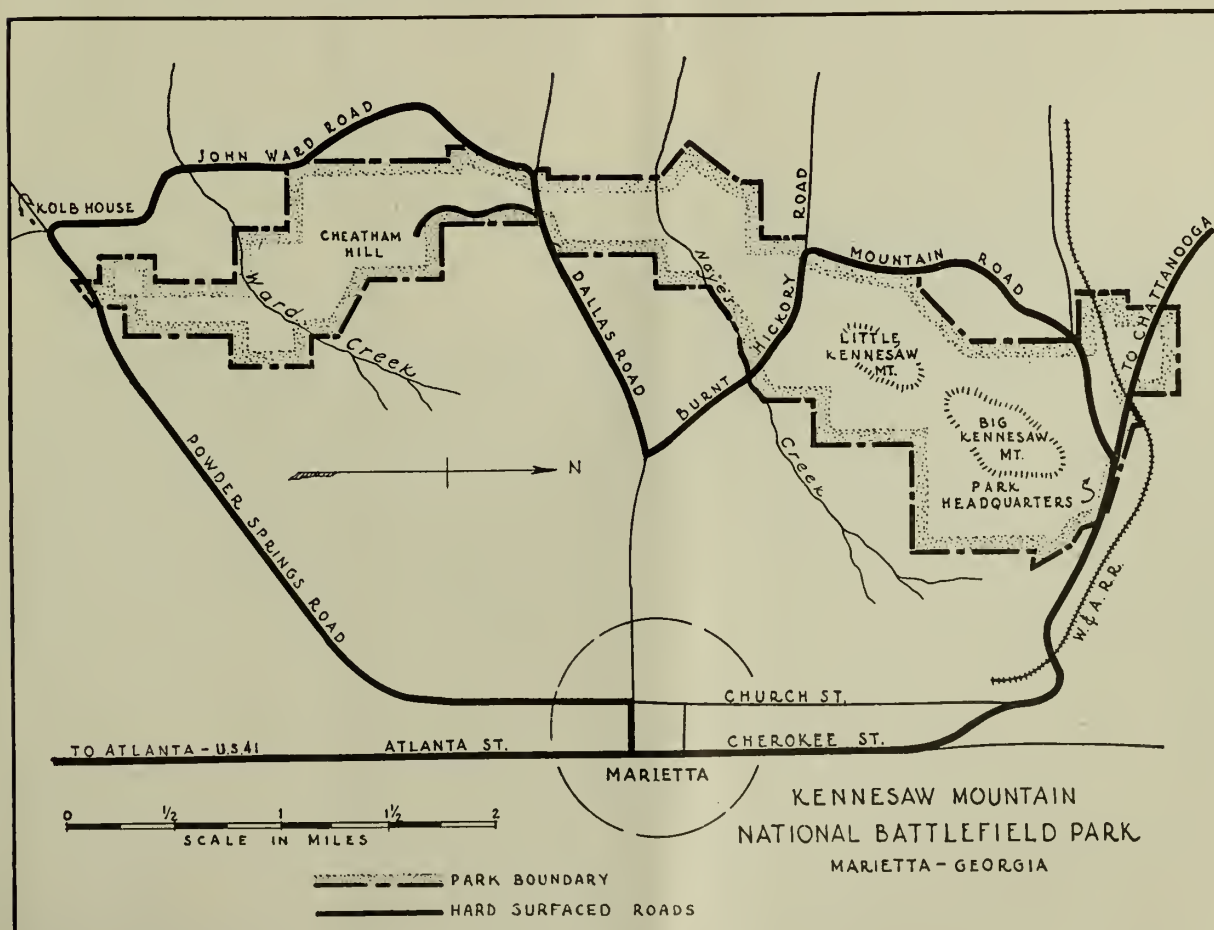 JOHN WARD ROAD
KOLB HOUSE
CHEATHAM
HILL
Ward
Creek
DALLAS ROAD
Noyes
Creek
BURNT HICKORY ROAD
MOUNTAIN ROAD
LITTLE
KENNESAW
MT.
BIG
KENNESAW
MT.
PARK
HEADQUARTERS
TO CHATTANOOGA
W. & A. R.R.
POWDER SPRINGS ROAD
N
CHURCH ST.
TO ATLANTA - U.S. 41
ATLANTA ST.
CHEROKEE ST.
MARIETTA
0 1/2 1 1 1/2 2
SCALE IN MILES
KENNESAW MOUNTAIN
NATIONAL BATTLEFIELD PARK
MARIETTA - GEORGIA
PARK BOUNDARY
HARD SURFACED ROADS